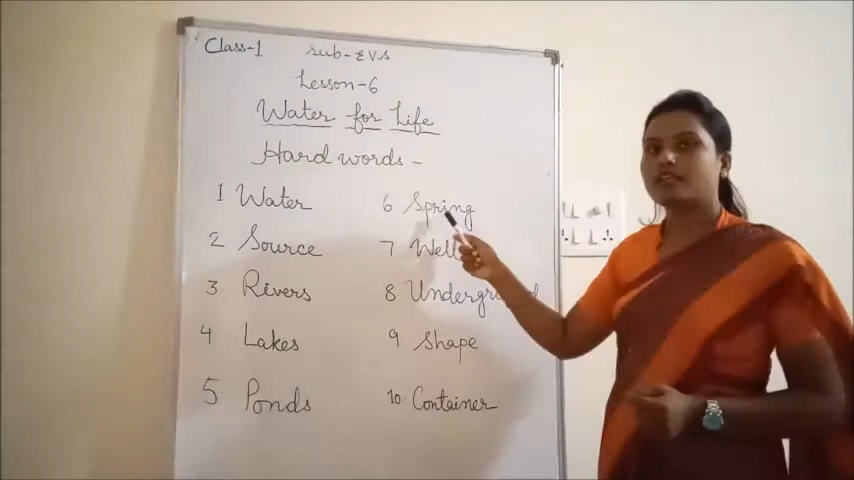 Class-1 Sub-E.V.S
Lesson-6
Water for Life
Hard words -
1 Water
2 Source
3 Rivers
4 Lakes
5 Ponds
6 Spring
7 Well
8 Underground
9 Shape
10 Container